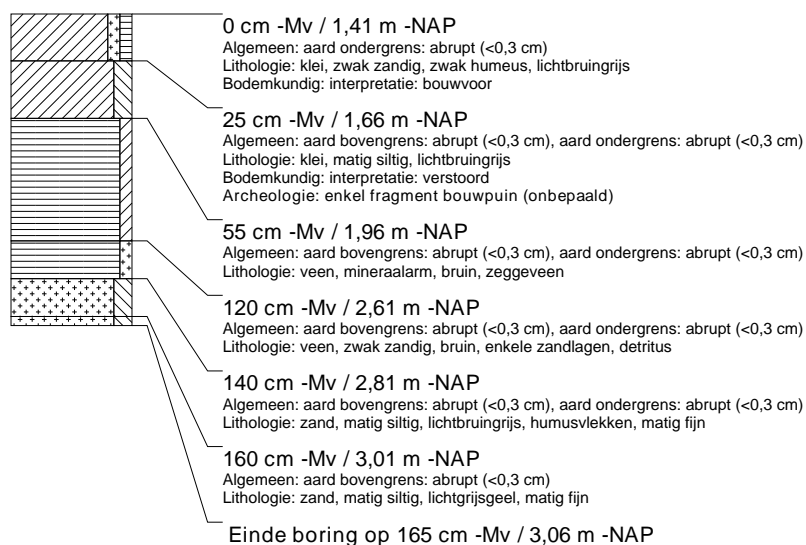 0 cm -Mv / 1,41 m -NAP
Algemeen: aard ondergrens: abrupt (<0,3 cm)
Lithologie: klei, zwak zandig, zwak humeus, lichtbruingrijs
Bodemkundig: interpretatie: bouwvoor
25 cm -Mv / 1,66 m -NAP
Algemeen: aard bovengrens: abrupt (<0,3 cm), aard ondergrens: abrupt (<0,3 cm)
Lithologie: klei, matig siltig, lichtbruingrijs
Bodemkundig: interpretatie: verstoord
Archeologie: enkel fragment bouwpuin (onbepaald)
55 cm -Mv / 1,96 m -NAP
Algemeen: aard bovengrens: abrupt (<0,3 cm), aard ondergrens: abrupt (<0,3 cm)
Lithologie: veen, mineraalarm, bruin, zeggeveen
120 cm -Mv / 2,61 m -NAP
Algemeen: aard bovengrens: abrupt (<0,3 cm), aard ondergrens: abrupt (<0,3 cm)
Lithologie: veen, zwak zandig, bruin, enkele zandlagen, detritus
140 cm -Mv / 2,81 m -NAP
Algemeen: aard bovengrens: abrupt (<0,3 cm), aard ondergrens: abrupt (<0,3 cm)
Lithologie: zand, matig siltig, lichtbruingrijs, humusvlekken, matig fijn
160 cm -Mv / 3,01 m -NAP
Algemeen: aard bovengrens: abrupt (<0,3 cm)
Lithologie: zand, matig siltig, lichtgrijsgeel, matig fijn
Einde boring op 165 cm -Mv / 3,06 m -NAP